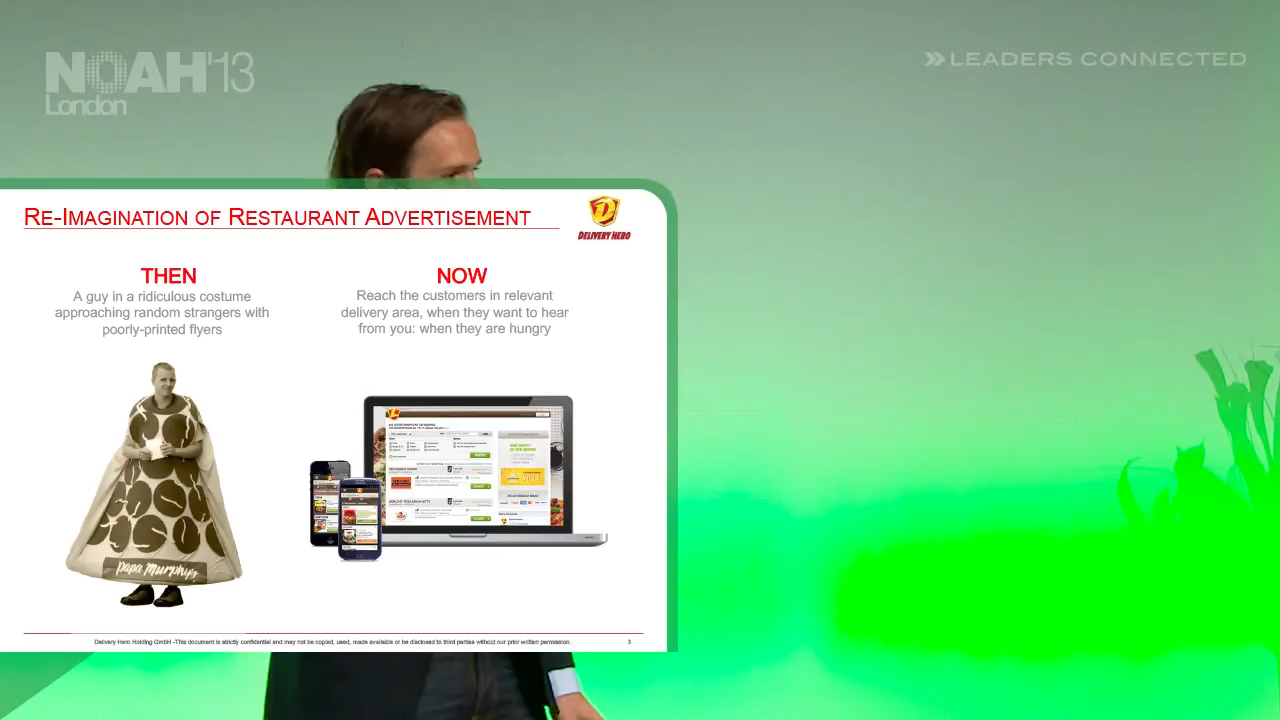 NOAH'13
London
LEADERS CONNECTED
RE-IMAGINATION OF RESTAURANT ADVERTISEMENT
DELIVERY HERO
THEN
A guy in a ridiculous costume
approaching random strangers with
poorly-printed flyers
NOW
Reach the customers in relevant
delivery area, when they want to hear
from you: when they are hungry
Papa Murphy's
Delivery Hero Holding GmbH -This document is strictly confidential and may not be copied, used, made available or be disclosed to third parties without our prior written permission.
3